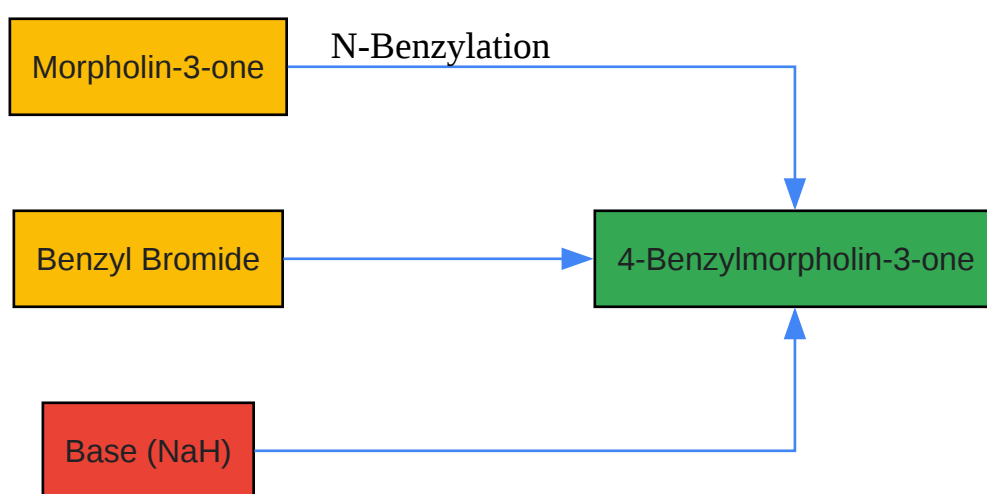 N-Benzylation
Morpholin-3-one
Benzyl Bromide
4-Benzylmorpholin-3-one
Base (NaH)